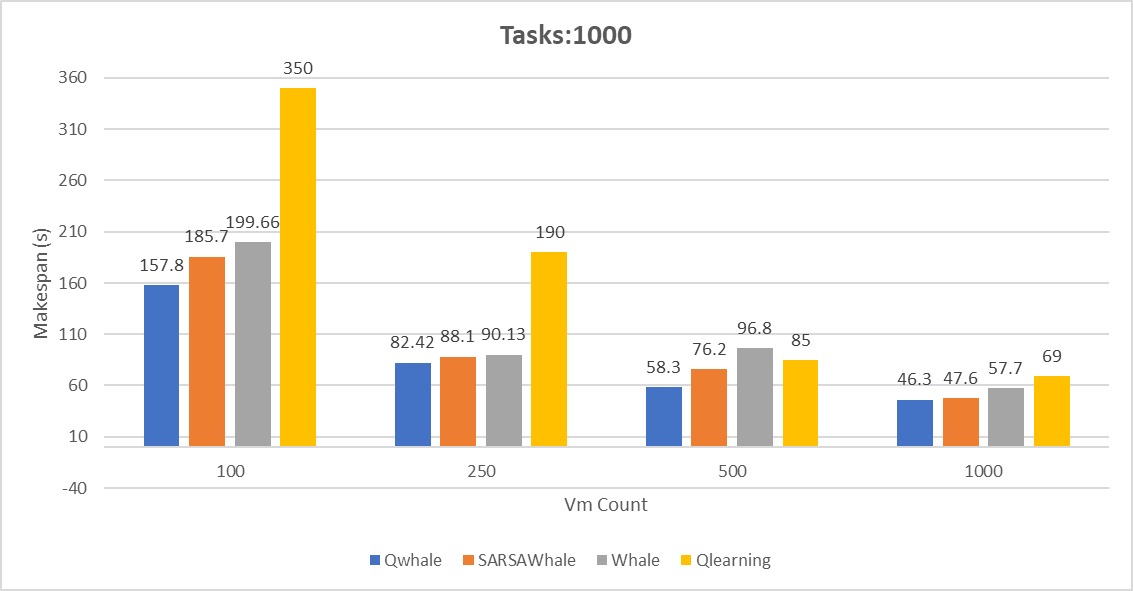 Tasks:1000
Makespan (s)
360
310
260
210
160
110
60
10
-40
157.8 185.7 199.66 350
82.42 88.1 90.13 190
58.3 76.2 96.8 85
46.3 47.6 57.7 69
100 250 500 1000
Vm Count
Qwhale SARSAWhale Whale Qlearning